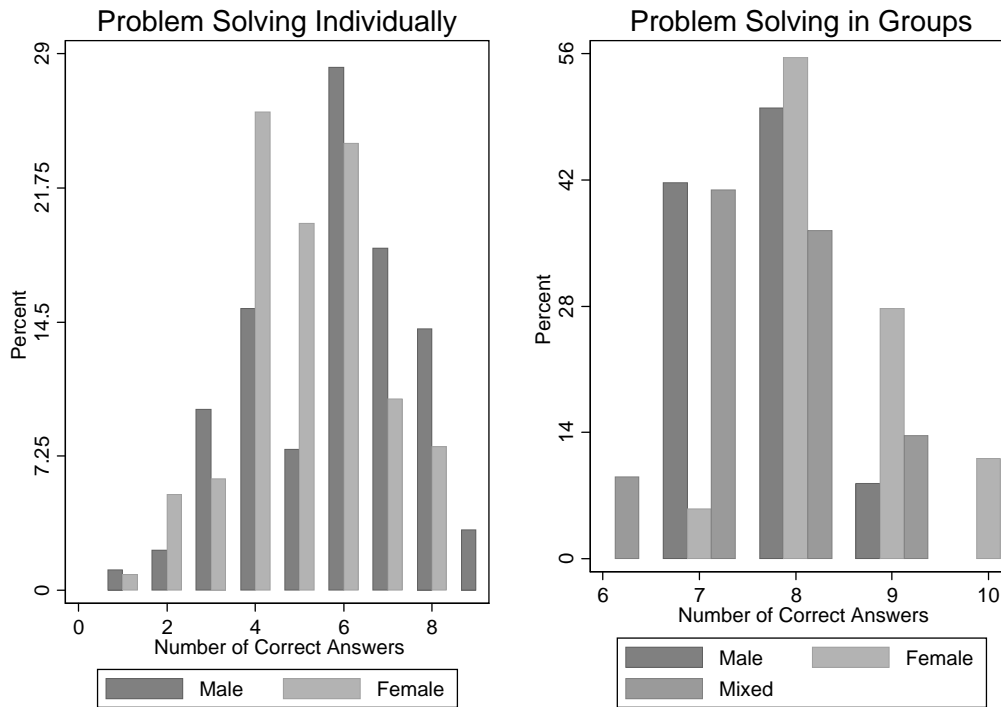 Problem Solving Individually
29
21.75
14.5
7.25
0
Percent
0 2 4 6 8
Number of Correct Answers
Male Female
Problem Solving in Groups
56
42
28
14
0
Percent
6 7 8 9 10
Number of Correct Answers
Male Female
Mixed